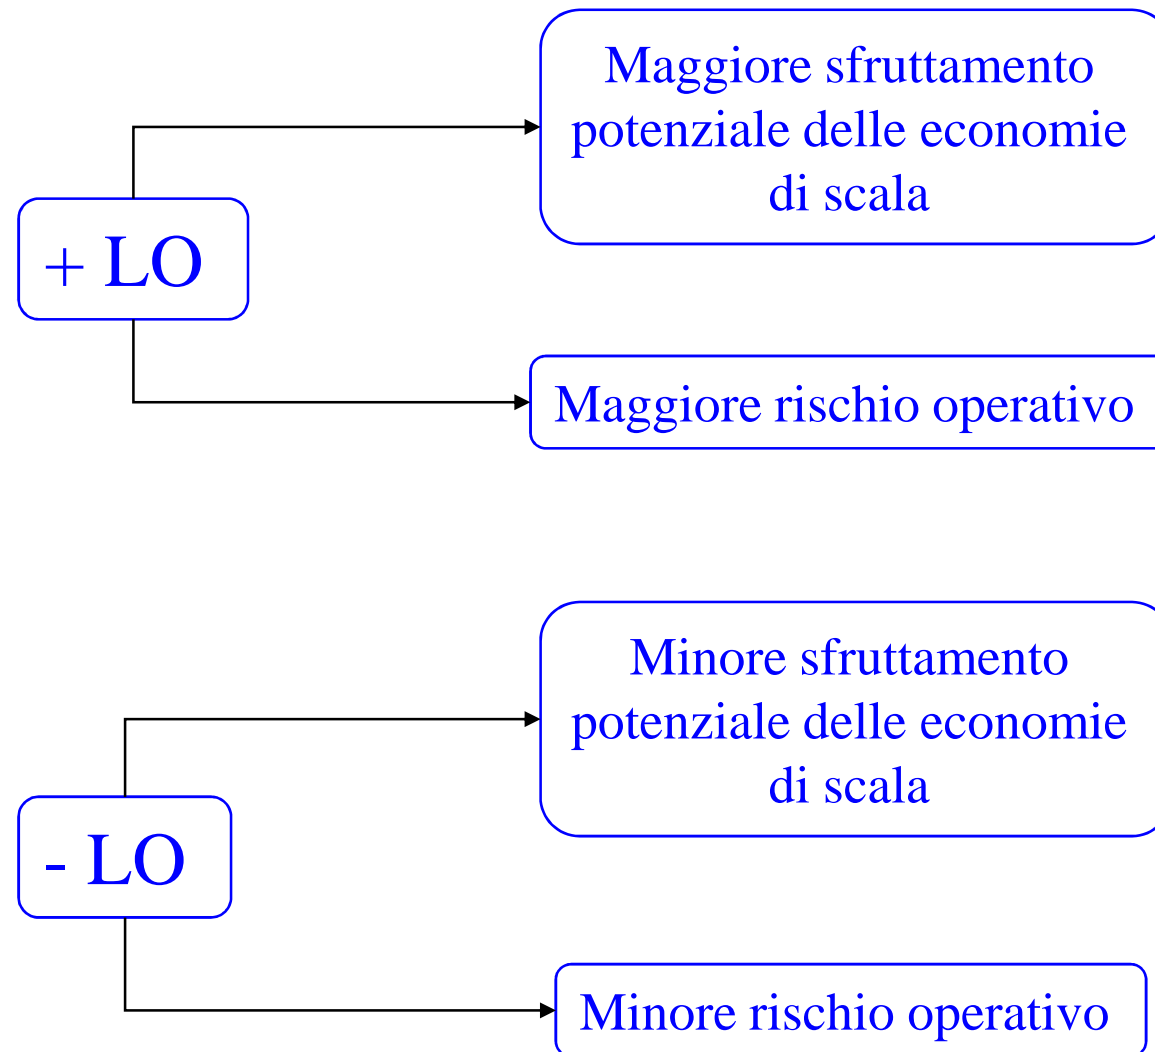 Maggiore sfruttamento
potenziale delle economie
di scala
+ LO
Maggiore rischio operativo
Minore sfruttamento
potenziale delle economie
di scala
- LO
Minore rischio operativo